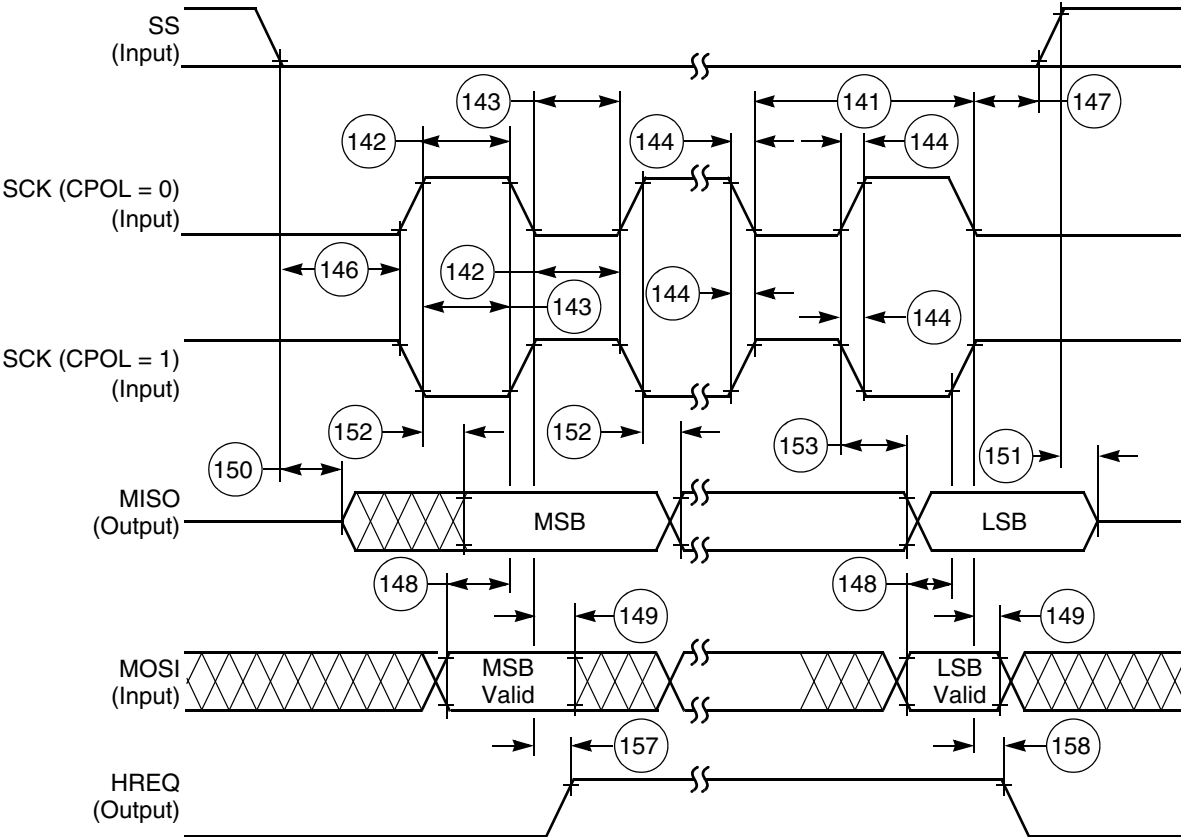 SS
(Input)
143
141
147
142
144
144
SCK (CPOL = 0)
(Input)
146
142
144
143
144
SCK (CPOL = 1)
(Input)
152
152
153
150
151
MISO
(Output)
MSB
LSB
148
148
149
149
MOSI
(Input)
MSB
Valid
LSB
Valid
157
158
HREQ
(Output)